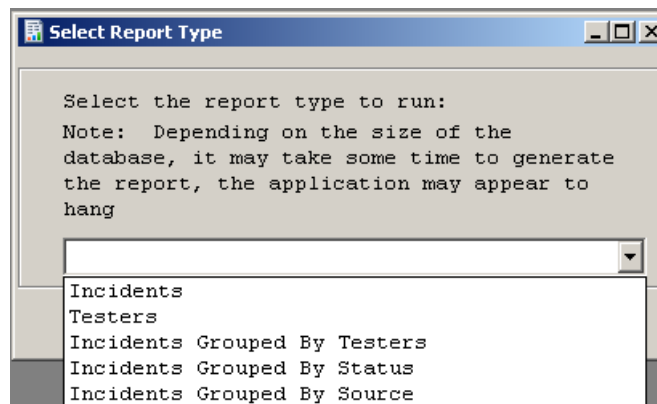 Select Report Type
Select the report type to run:
Note:  Depending on the size of the
database, it may take some time to generate
the report, the application may appear to
hang
Incidents
Testers
Incidents Grouped By Testers
Incidents Grouped By Status
Incidents Grouped By Source